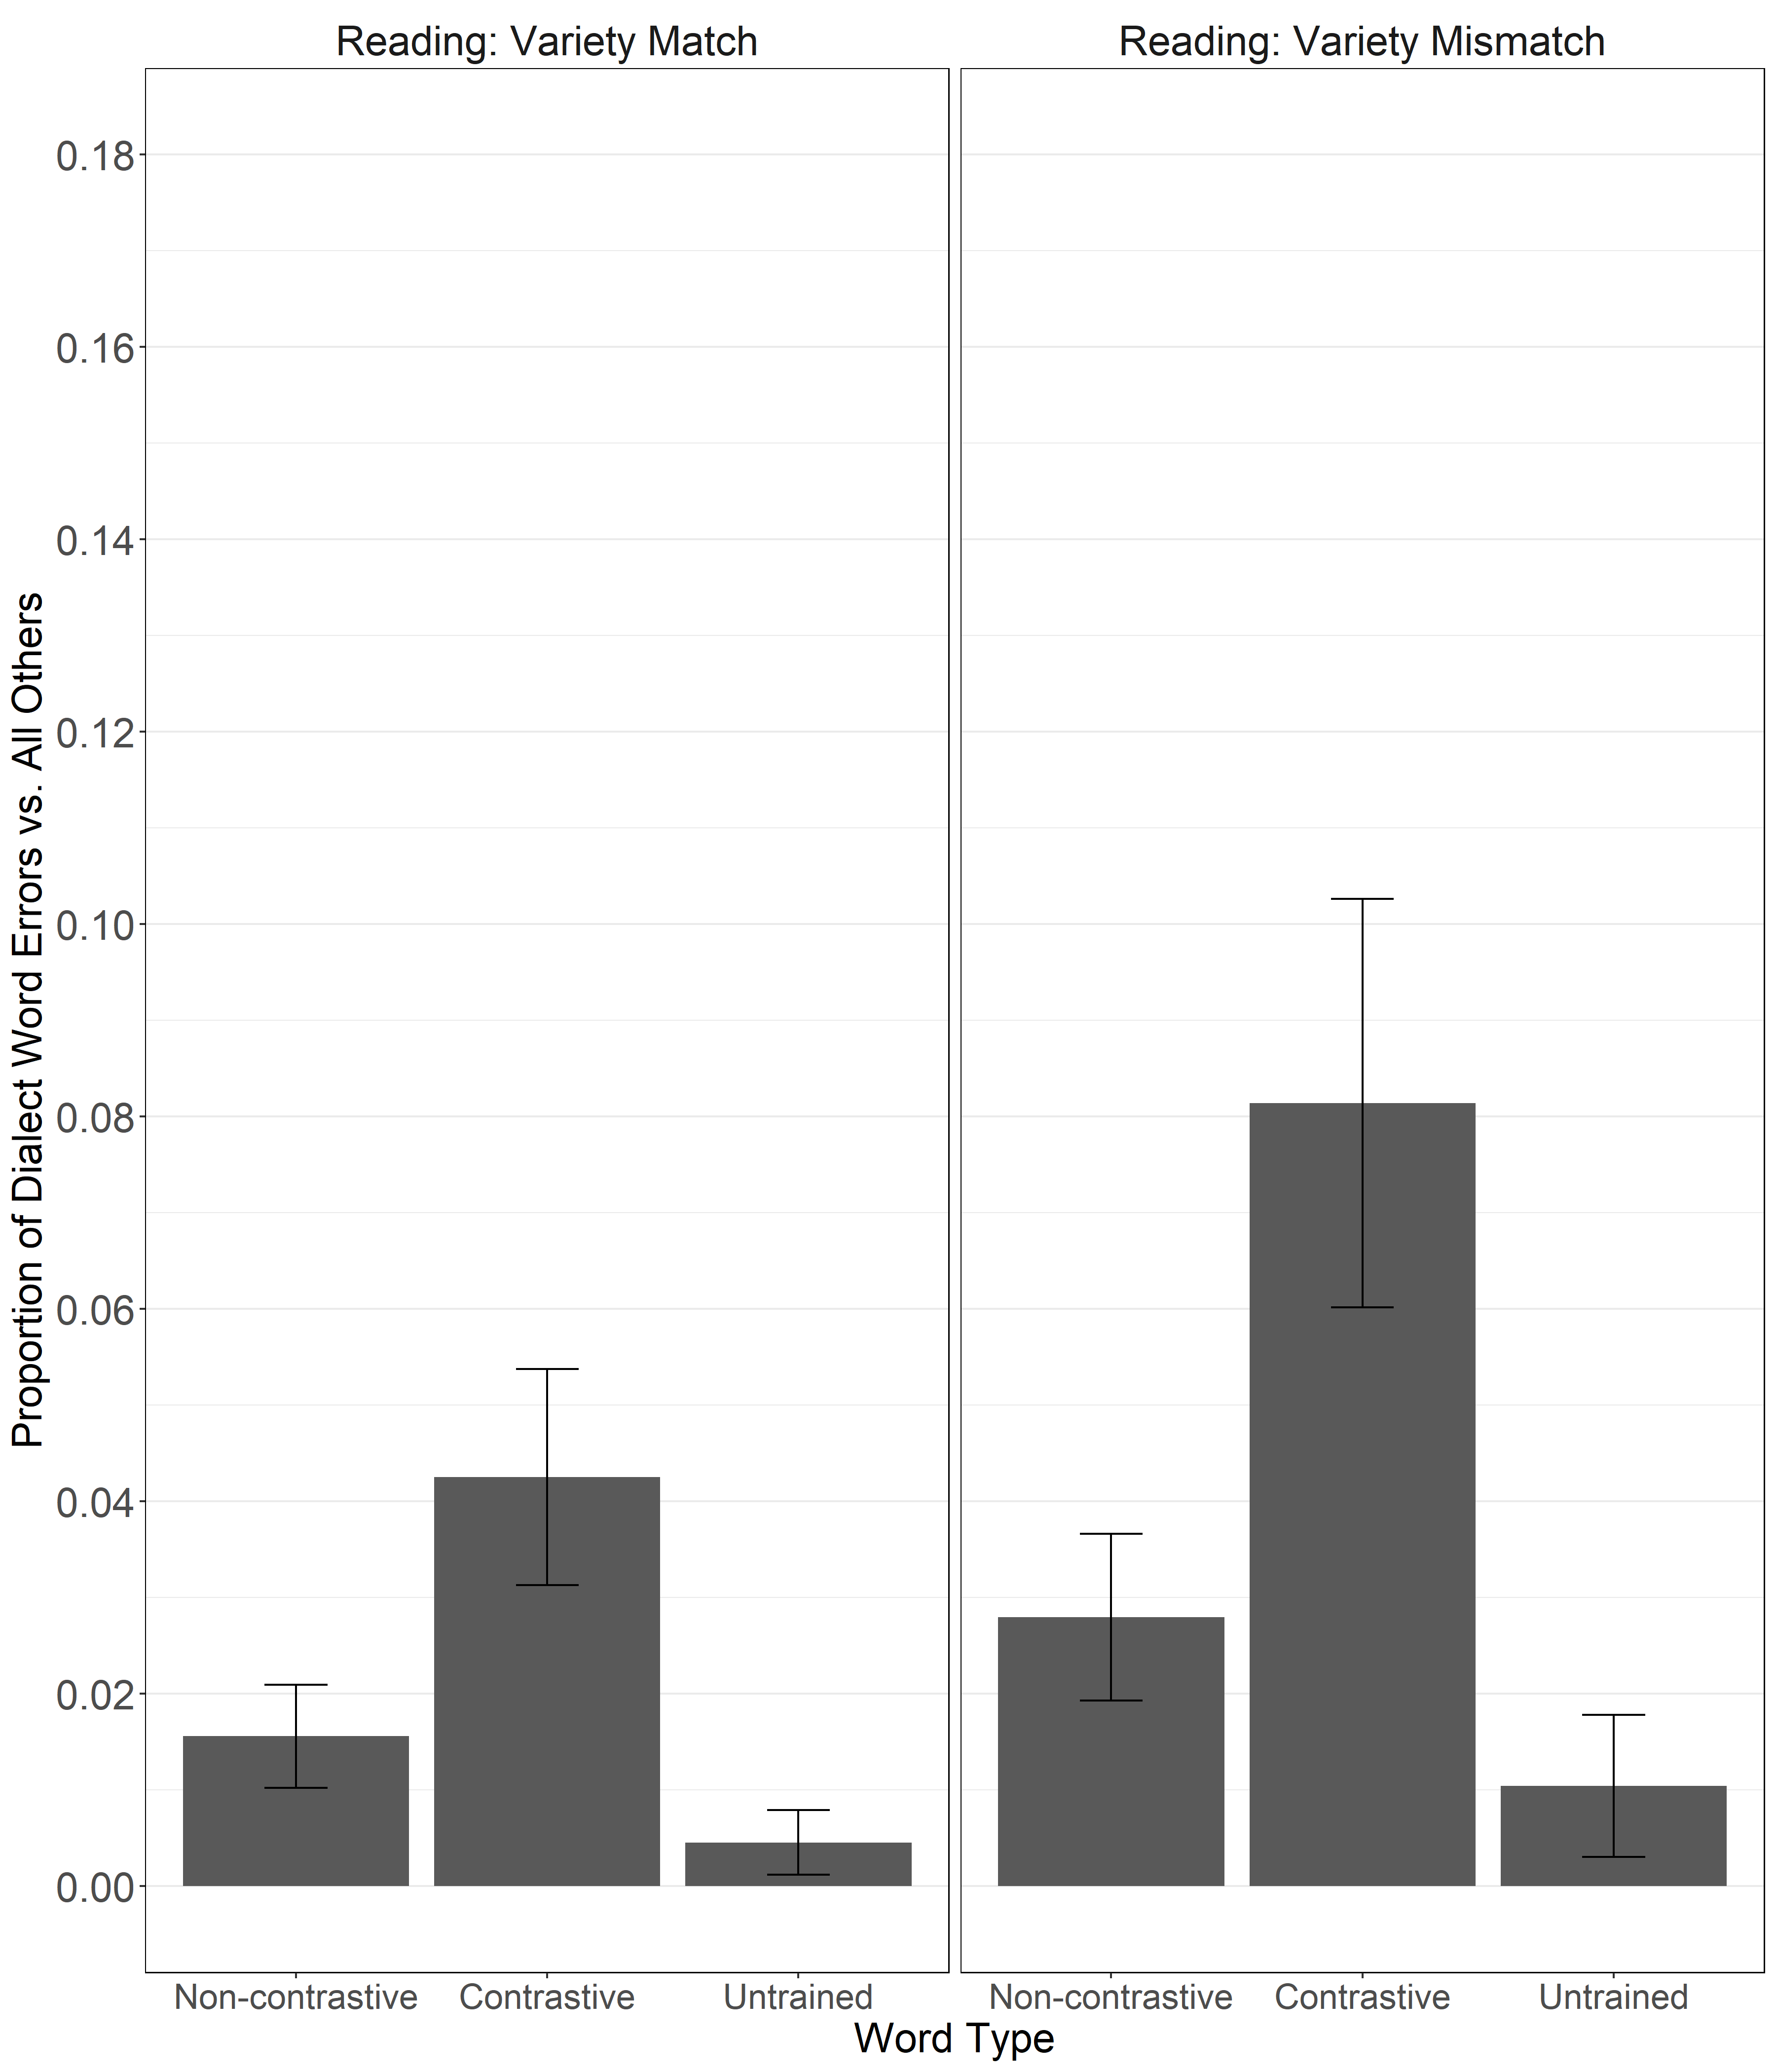 Reading: Variety Match
Reading: Variety Mismatch
Proportion of Dialect Word Errors vs. All Others
0.18
0.16
0.14
0.12
0.10
0.08
0.06
0.04
0.02
0.00
Non-contrastive Contrastive Untrained
Non-contrastive Contrastive Untrained
Word Type